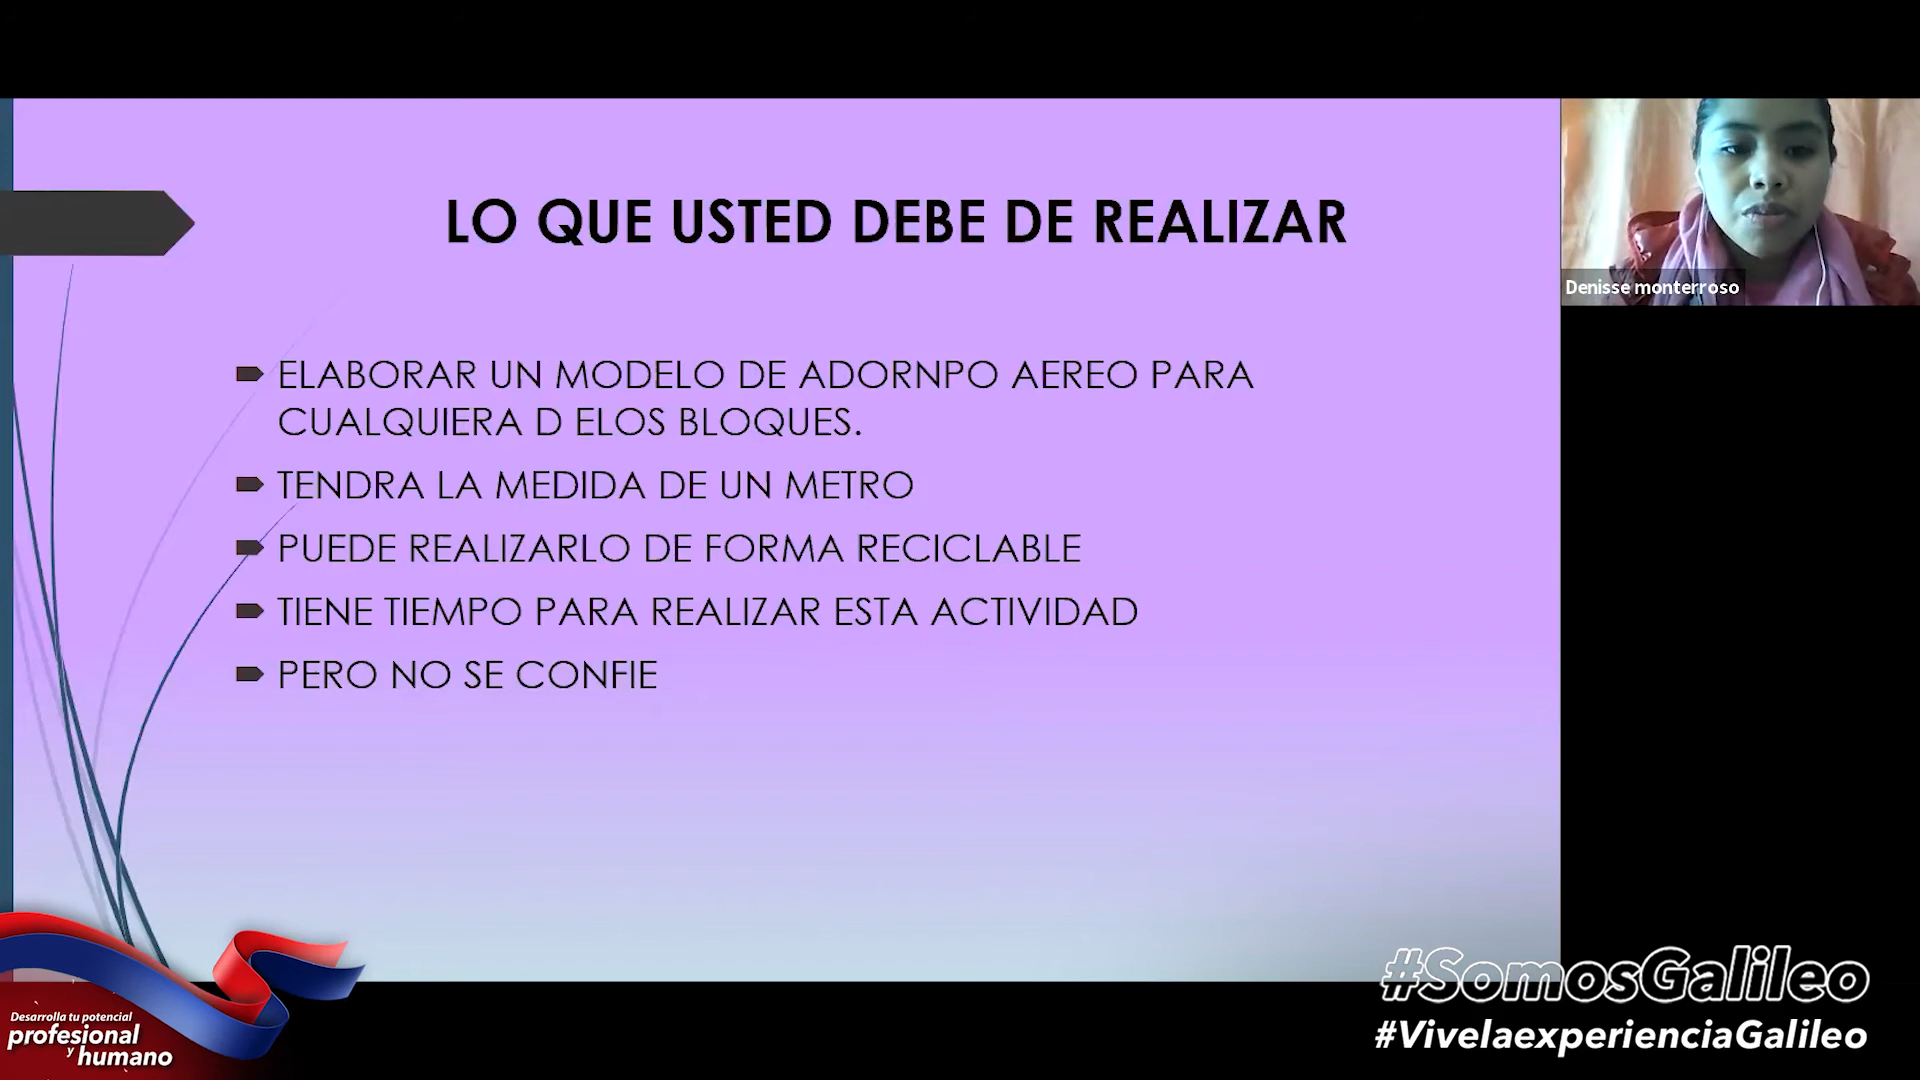 LO QUE USTED DEBE DE REALIZAR
ELABORAR UN MODELO DE ADORNPO AEREO PARA
CUALQUIERA D ELOS BLOQUES.
TENDRA LA MEDIDA DE UN METRO
PUEDE REALIZARLO DE FORMA RECICLABLE
TIENE TIEMPO PARA REALIZAR ESTA ACTIVIDAD
PERO NO SE CONFIE
Denisse monterroso
Desarrolla tu potencial
profesional
y humano
#SomosGalileo
#VivelaexperienciaGalileo